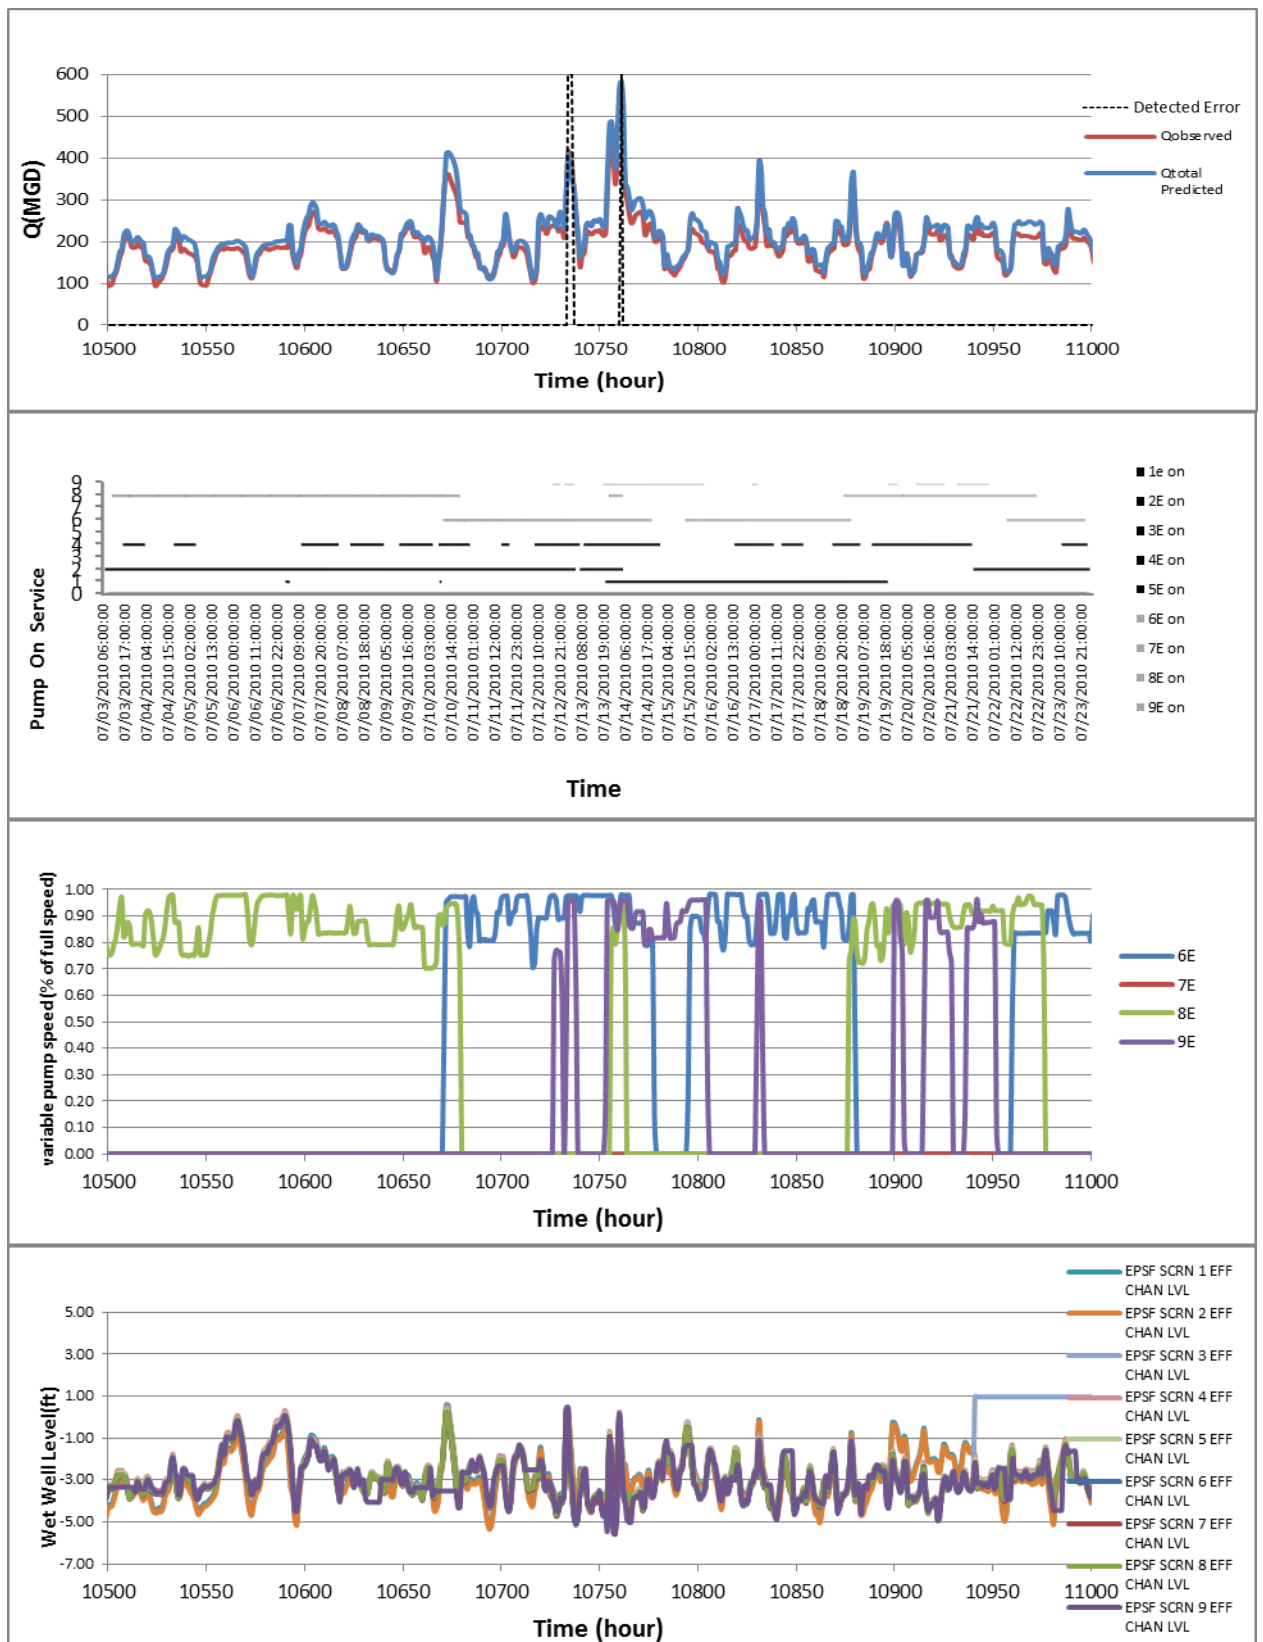 600
500
400
300
200
100
0
Q(MGD)
10500 10550 10600 10650 10700 10750 10800 10850 10900 10950 11000
Time (hour)
Detected Error
Qobserved
Qtotal
Predicted
9
8
7
6
5
4
3
2
1
0
Pump On Service
07/03/2010 06:00:00
07/03/2010 17:00:00
07/04/2010 04:00:00
07/04/2010 15:00:00
07/05/2010 02:00:00
07/05/2010 13:00:00
07/06/2010 00:00:00
07/06/2010 11:00:00
07/06/2010 22:00:00
07/07/2010 09:00:00
07/07/2010 20:00:00
07/08/2010 07:00:00
07/08/2010 18:00:00
07/09/2010 05:00:00
07/09/2010 16:00:00
07/10/2010 03:00:00
07/10/2010 14:00:00
07/11/2010 01:00:00
07/11/2010 12:00:00
07/11/2010 23:00:00
07/12/2010 10:00:00
07/12/2010 21:00:00
07/13/2010 08:00:00
07/13/2010 19:00:00
07/14/2010 06:00:00
07/14/2010 17:00:00
07/15/2010 04:00:00
07/15/2010 15:00:00
07/16/2010 02:00:00
07/16/2010 13:00:00
07/17/2010 00:00:00
07/17/2010 11:00:00
07/17/2010 22:00:00
07/18/2010 09:00:00
07/18/2010 20:00:00
07/19/2010 07:00:00
07/19/2010 18:00:00
07/20/2010 05:00:00
07/20/2010 16:00:00
07/21/2010 03:00:00
07/21/2010 14:00:00
07/22/2010 01:00:00
07/22/2010 12:00:00
07/22/2010 23:00:00
07/23/2010 10:00:00
07/23/2010 21:00:00
Time
1e on
2E on
3E on
4E on
5E on
6E on
7E on
8E on
9E on
variable pump speed(% of full speed)
1.00
0.90
0.80
0.70
0.60
0.50
0.40
0.30
0.20
0.10
0.00
10500 10550 10600 10650 10700 10750 10800 10850 10900 10950 11000
Time (hour)
6E
7E
8E
9E
Wet Well Level(ft)
5.00
3.00
1.00
-1.00
-3.00
-5.00
-7.00
10500 10550 10600 10650 10700 10750 10800 10850 10900 10950 11000
Time (hour)
EPSF SCRN 1 EFF
CHAN LVL
EPSF SCRN 2 EFF
CHAN LVL
EPSF SCRN 3 EFF
CHAN LVL
EPSF SCRN 4 EFF
CHAN LVL
EPSF SCRN 5 EFF
CHAN LVL
EPSF SCRN 6 EFF
CHAN LVL
EPSF SCRN 7 EFF
CHAN LVL
EPSF SCRN 8 EFF
CHAN LVL
EPSF SCRN 9 EFF
CHAN LVL